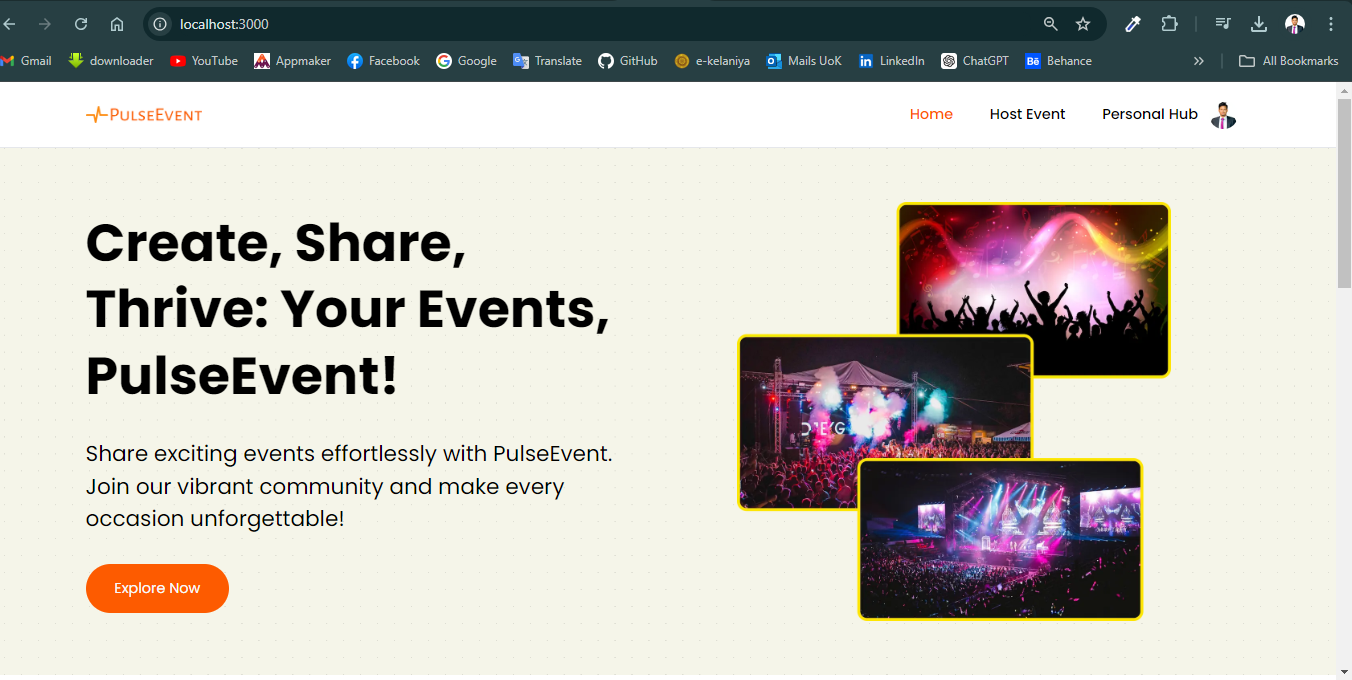 localhost:3000
Gmail downloader YouTube Appmaker Facebook Google Translate GitHub e-kelaniya Mails UoK LinkedIn ChatGPT Behance All Bookmarks
PULSEEVENT Home Host Event Personal Hub
Create, Share,
Thrive: Your Events,
PulseEvent!
Share exciting events effortlessly with PulseEvent.
Join our vibrant community and make every
occasion unforgettable!
Explore Now